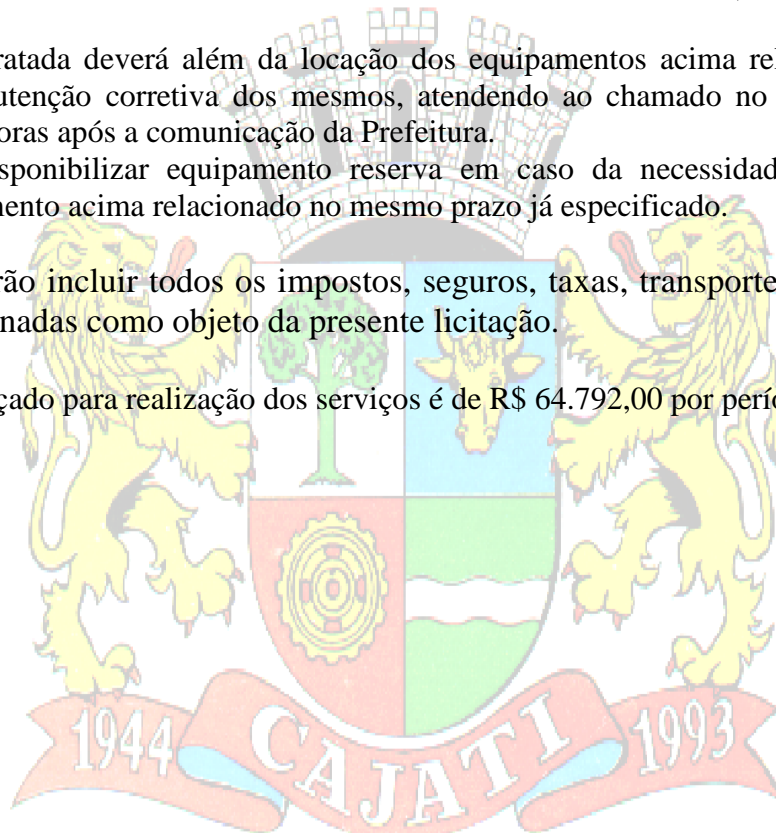 ratada deverá além da locação dos equipamentos acima rel
utenção corretiva dos mesmos, atendendo ao chamado no
oras após a comunicação da Prefeitura.
sponibilizar equipamento reserva em caso da necessidad
mento acima relacionado no mesmo prazo já especificado.
rão incluir todos os impostos, seguros, taxas, transporte
nadas como objeto da presente licitação.
çado para realização dos serviços é de R$ 64.792,00 por perí
1944 CAJATI 1993